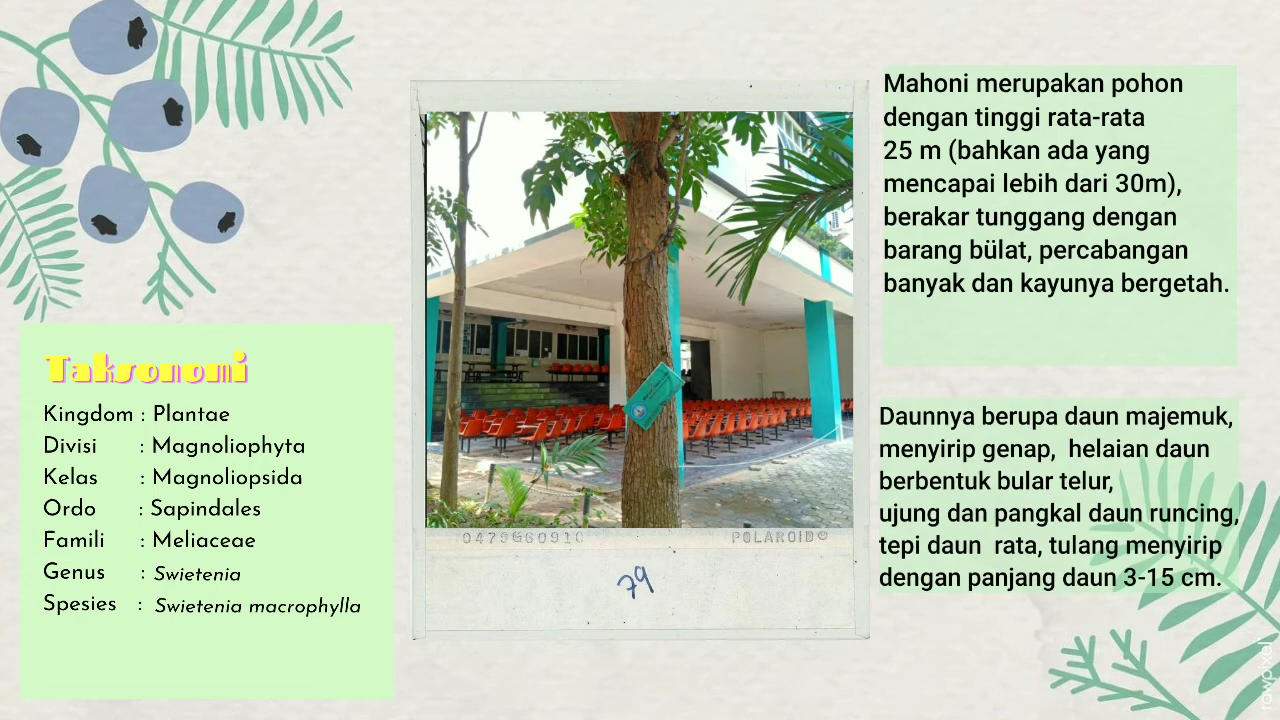 Taksonomi
Kingdom : Plantae
Divisi : Magnoliophyta
Kelas : Magnoliopsida
Ordo : Sapindales
Famili : Meliaceae
Genus : Swietenia
Spesies : Swietenia macrophylla
0479660910 POLAROID©
79
Mahoni merupakan pohon
dengan tinggi rata-rata
25 m (bahkan ada yang
mencapai lebih dari 30m),
berakar tunggang dengan
barang bülat, percabangan
banyak dan kayunya bergetah.
Daunnya berupa daun majemuk,
menyirip genap, helaian daun
berbentuk bular telur,
ujung dan pangkal daun runcing,
tepi daun rata, tulang menyirip
dengan panjang daun 3-15 cm.
rawpixel